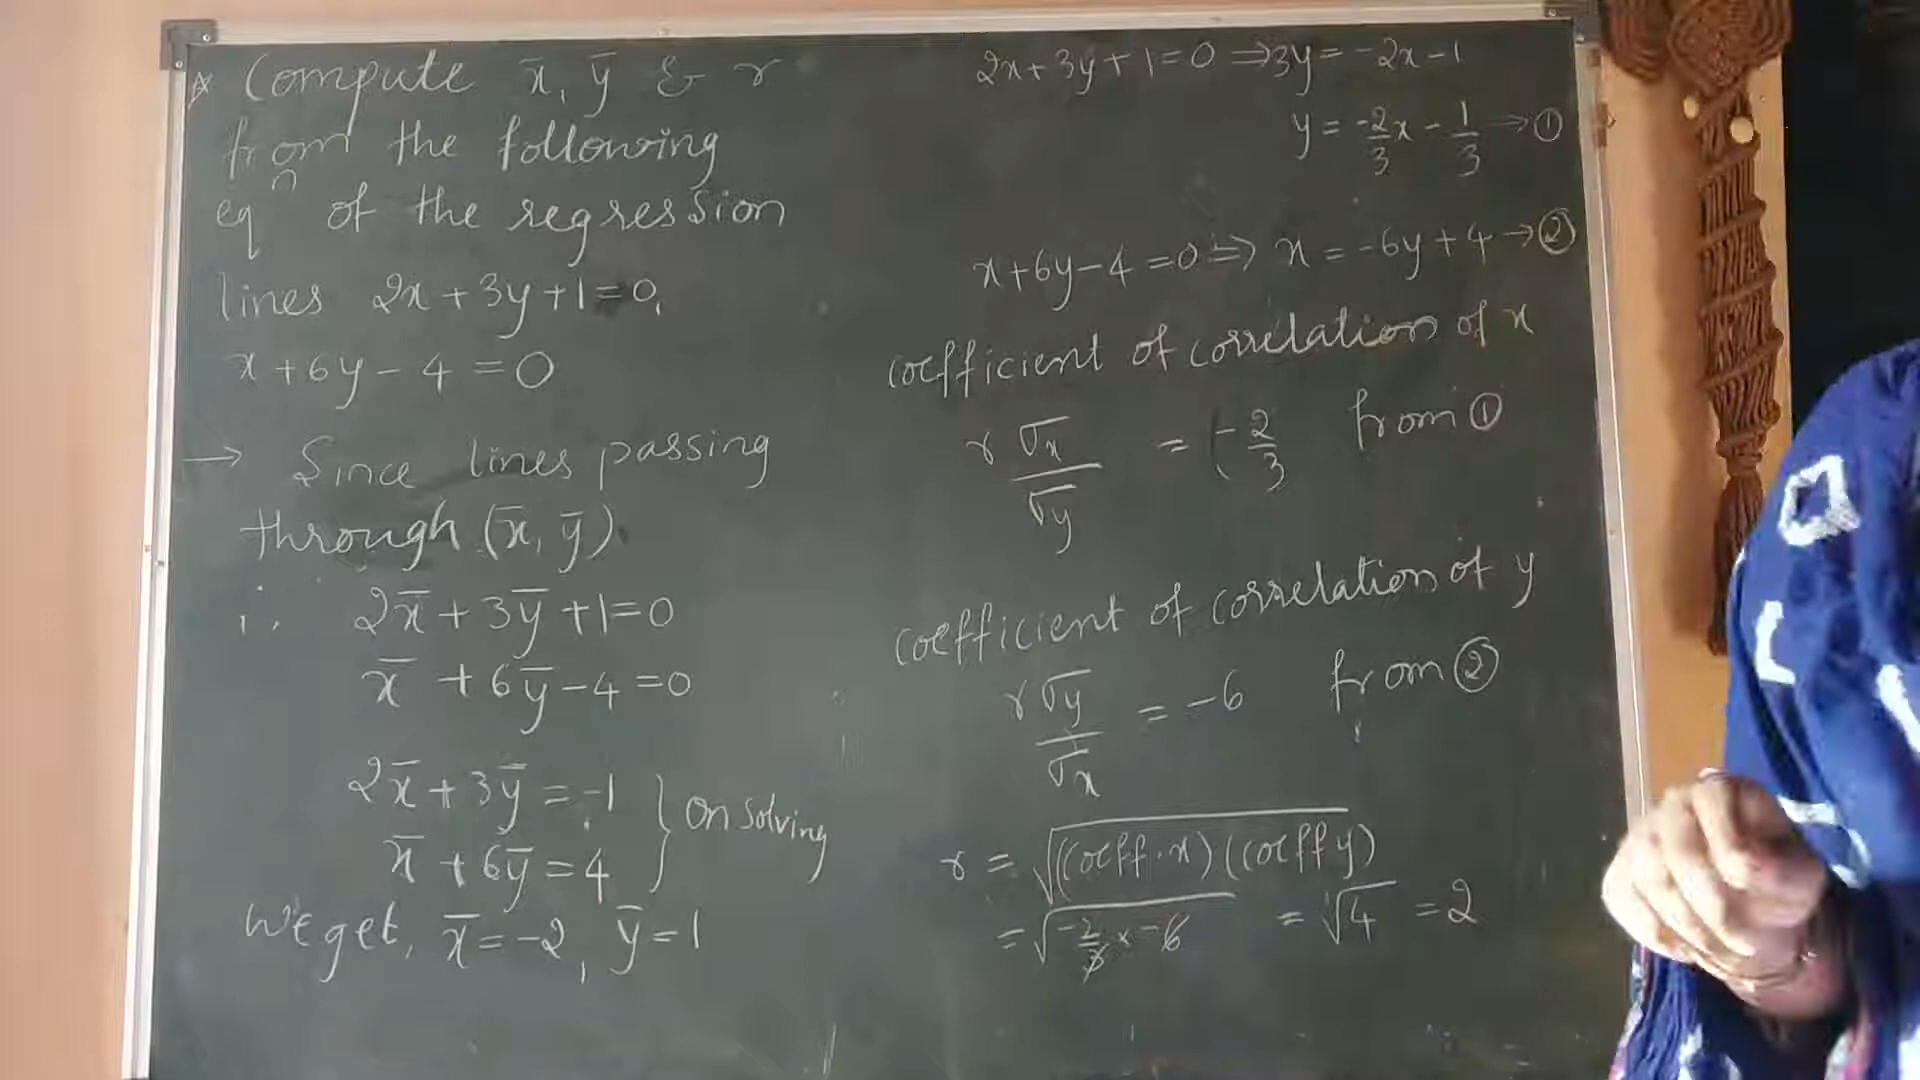 * Compute x̄, ȳ & r
from the following
eqⁿ of the regression
lines 2x+3y+1=0,
x+6y-4=0
→ Since lines passing
through (x̄, ȳ).
∴ 2x̄+3ȳ+1=0
x̄+6ȳ-4=0
2x̄+3ȳ=-1
x̄+6ȳ=4 } on solving
we get, x̄=-2, ȳ=1
2x+3y+1=0 ⇒3y=-2x-1
y=-2/3x-1/3→①
x+6y-4=0⇒ x=-6y+4→②
coefficient of correlation of x
r σx/σy = -2/3 from ①
coefficient of correlation of y
r σy/σx = -6 from ②
r = √(coeff.x)(coeff y)
= √-2/3 x -6 = √4 = 2